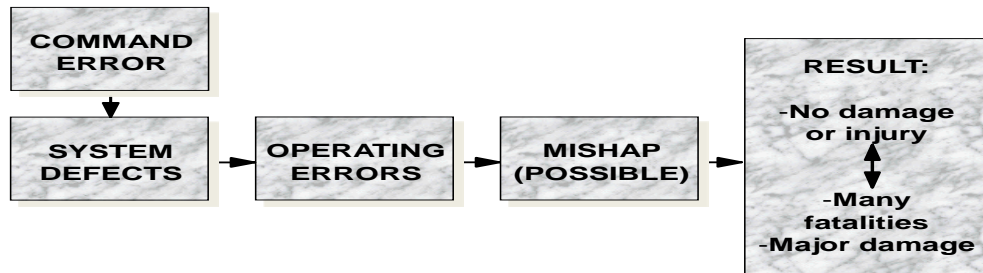 COMMAND
ERROR
SYSTEM
DEFECTS
OPERATING
ERRORS
MISHAP
(POSSIBLE)
RESULT:
-No damage
or injury
-Many
fatalities
-Major damage